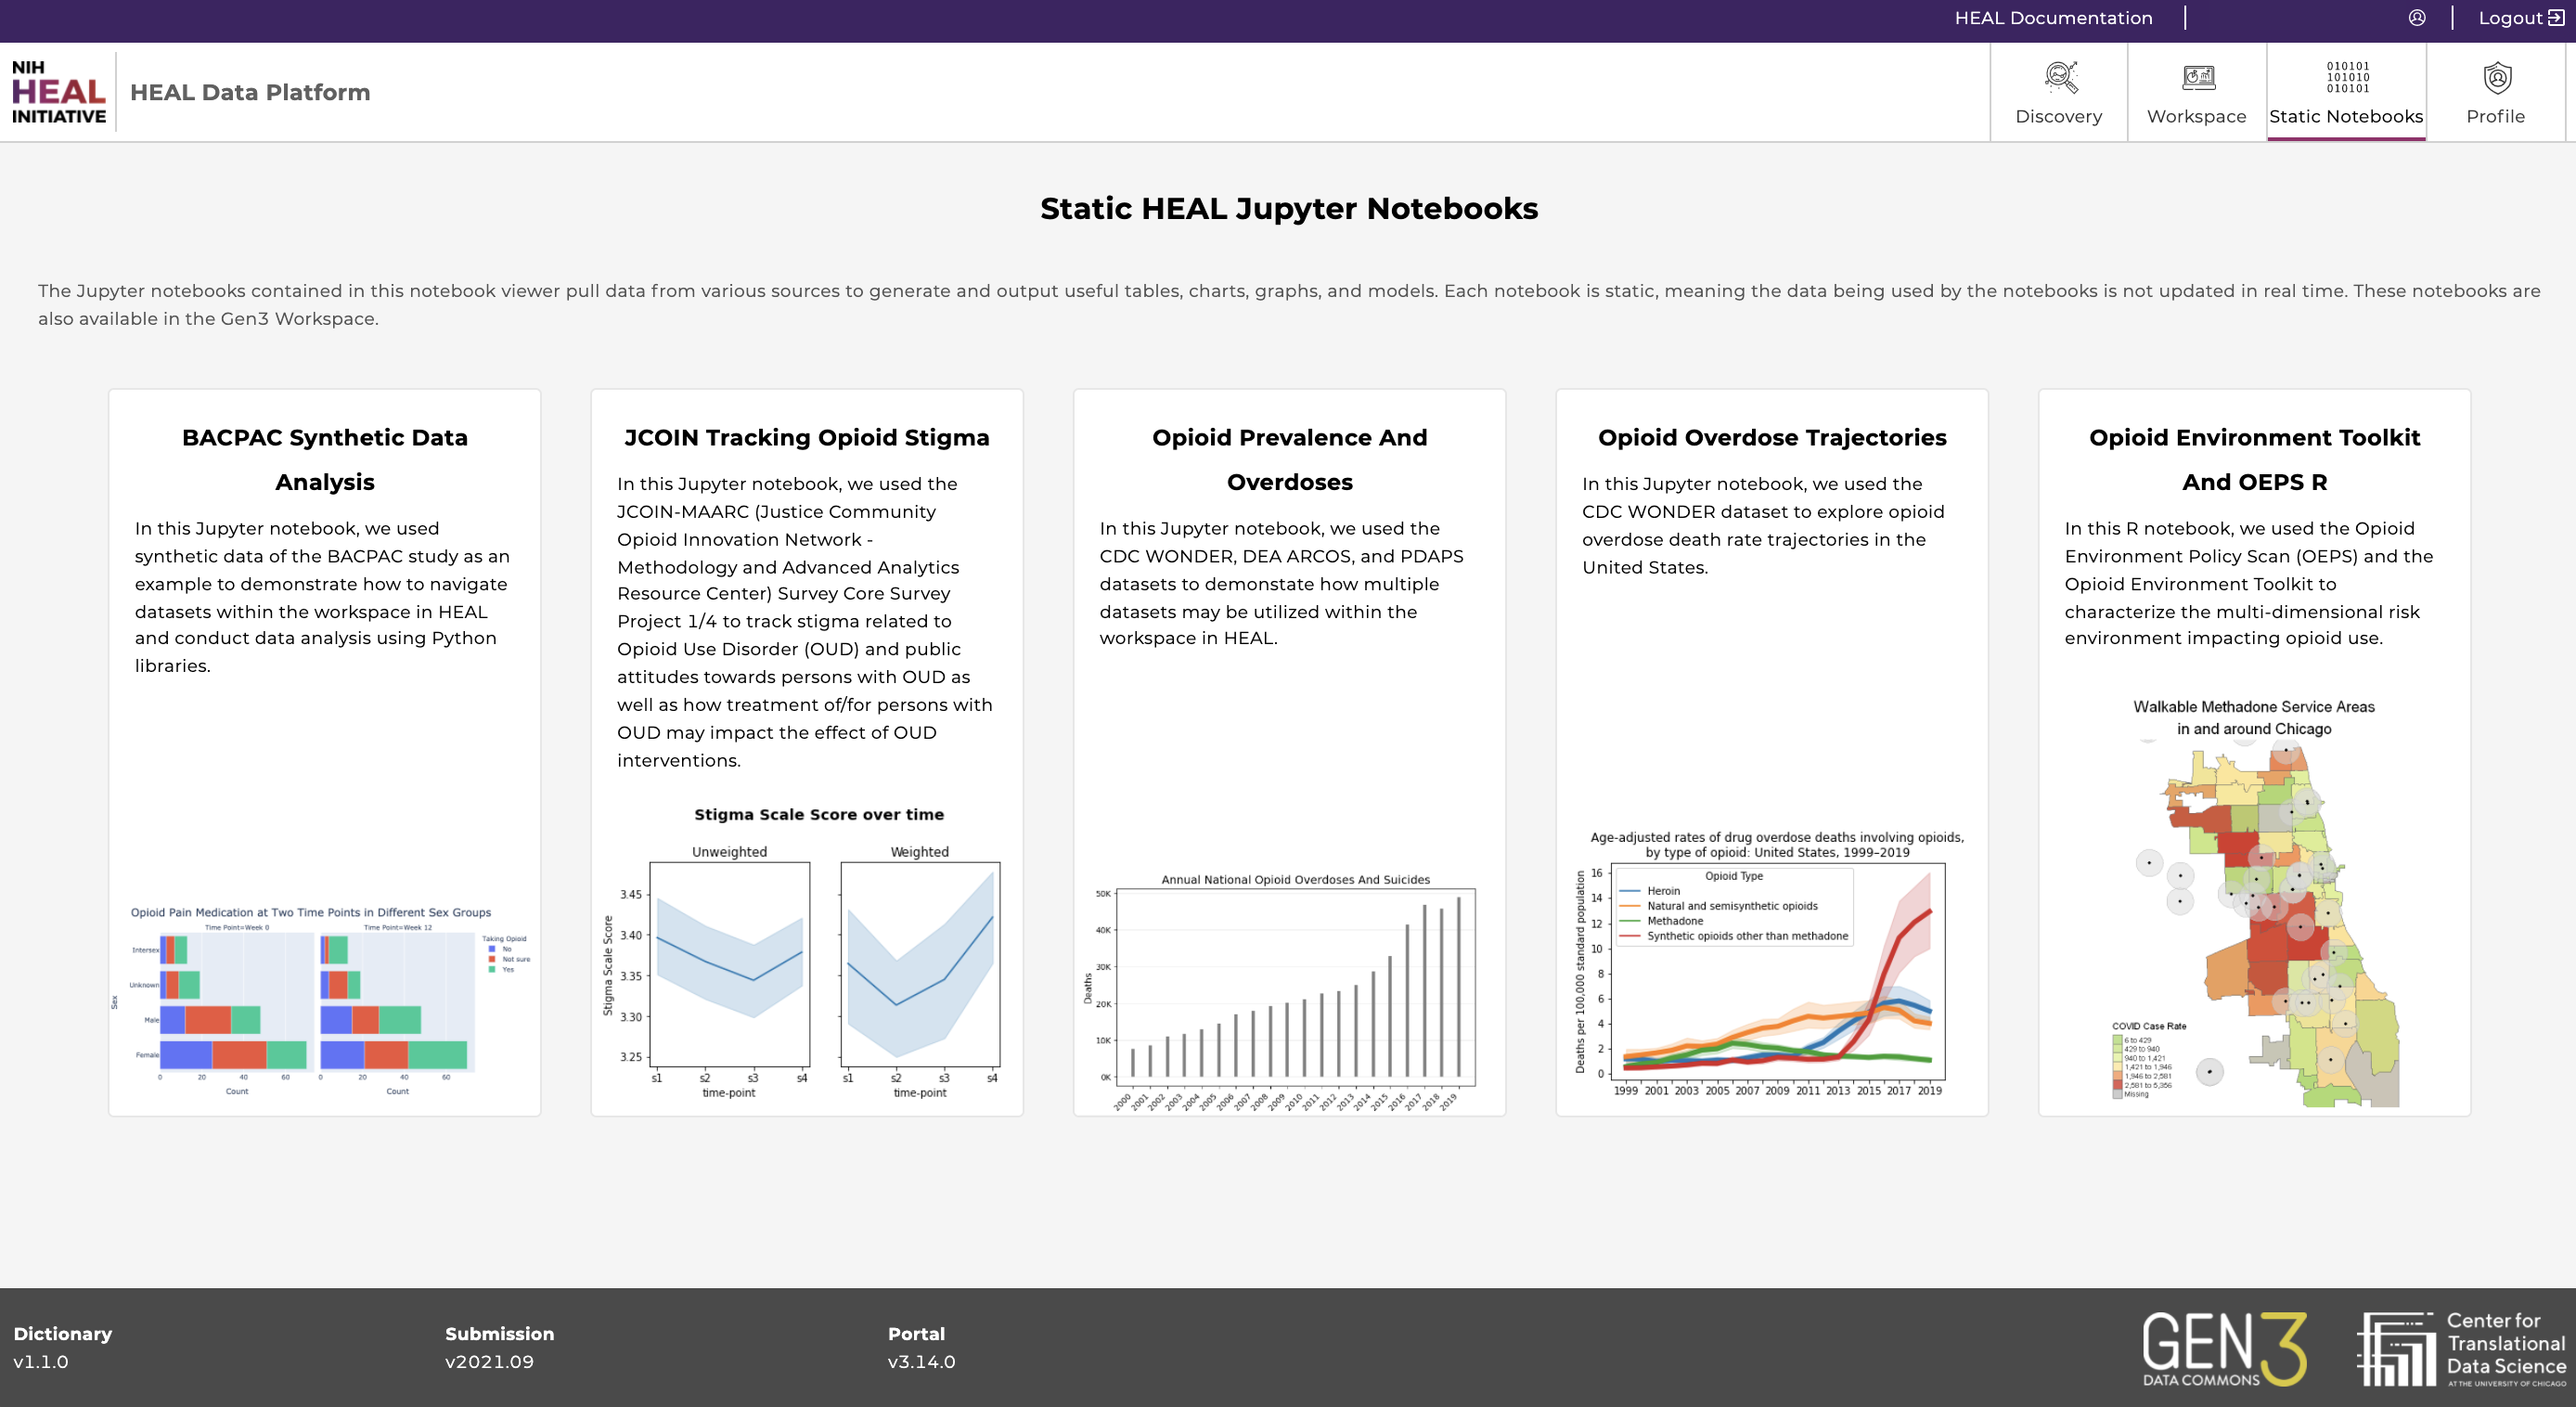 HEAL Documentation
Logout
NIH
HEAL
INITIATIVE
HEAL Data Platform
Discovery
Workspace
010101
101010
010101
Static Notebooks
Profile
Static HEAL Jupyter Notebooks
The Jupyter notebooks contained in this notebook viewer pull data from various sources to generate and output useful tables, charts, graphs, and models. Each notebook is static, meaning the data being used by the notebooks is not updated in real time. These notebooks are
also available in the Gen3 Workspace.
BACPAC Synthetic Data
Analysis
In this Jupyter notebook, we used
synthetic data of the BACPAC study as an
example to demonstrate how to navigate
datasets within the workspace in HEAL
and conduct data analysis using Python
libraries.
Opioid Pain Medication at Two Time Points in Different Sex Groups
Time Point=Week 0
Time Point=Week 12
Taking Opioid
No
Not sure
Yes
Sex
Intersex
Unknown
Male
Female
0 20 40 60
0 20 40 60
Count
Count
JCOIN Tracking Opioid Stigma
In this Jupyter notebook, we used the
JCOIN-MAARC (Justice Community
Opioid Innovation Network -
Methodology and Advanced Analytics
Resource Center) Survey Core Survey
Project 1/4 to track stigma related to
Opioid Use Disorder (OUD) and public
attitudes towards persons with OUD as
well as how treatment of/for persons with
OUD may impact the effect of OUD
interventions.
Stigma Scale Score over time
Unweighted
Weighted
Stigma Scale Score
3.45
3.40
3.35
3.30
3.25
s1 s2 s3 s4
s1 s2 s3 s4
time-point
time-point
Opioid Prevalence And
Overdoses
In this Jupyter notebook, we used the
CDC WONDER, DEA ARCOS, and PDAPS
datasets to demonstate how multiple
datasets may be utilized within the
workspace in HEAL.
Annual National Opioid Overdoses And Suicides
Deaths
50K
40K
30K
20K
10K
0K
2000 2001 2002 2003 2004 2005 2006 2007 2008 2009 2010 2011 2012 2013 2014 2015 2016 2017 2018 2019
Opioid Overdose Trajectories
In this Jupyter notebook, we used the
CDC WONDER dataset to explore opioid
overdose death rate trajectories in the
United States.
Age-adjusted rates of drug overdose deaths involving opioids,
by type of opioid: United States, 1999–2019
Deaths per 100,000 standard population
16
14
12
10
8
6
4
2
0
Opioid Type
Heroin
Natural and semisynthetic opioids
Methadone
Synthetic opioids other than methadone
1999 2001 2003 2005 2007 2009 2011 2013 2015 2017 2019
Opioid Environment Toolkit
And OEPS R
In this R notebook, we used the Opioid
Environment Policy Scan (OEPS) and the
Opioid Environment Toolkit to
characterize the multi-dimensional risk
environment impacting opioid use.
Walkable Methadone Service Areas
in and around Chicago
COVID Case Rate
6 to 429
429 to 940
940 to 1,421
1,421 to 1,946
1,946 to 2,581
2,581 to 6,356
Missing
Dictionary
v1.1.0
Submission
v2021.09
Portal
v3.14.0
GEN3
DATA COMMONS
Center for
Translational
Data Science
AT THE UNIVERSITY OF CHICAGO